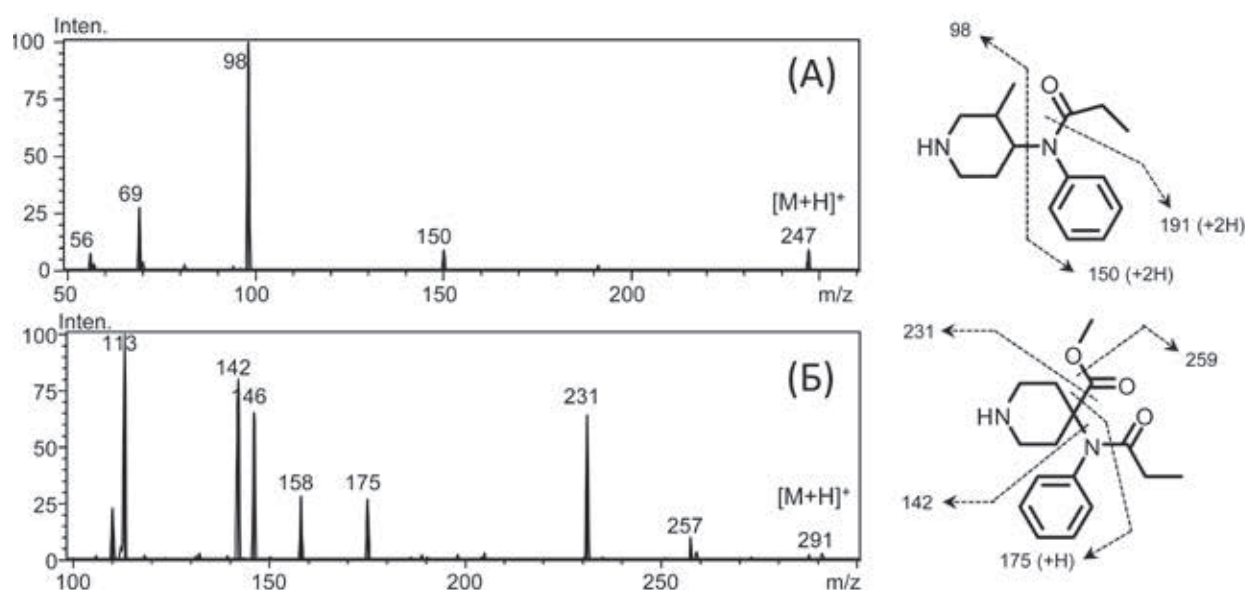 Inten.
100
75
50
25
0
56
69
98
150
[M+H]⁺
247
(А)
50
100
150
200
m/z
98
O
HN
N
191 (+2H)
150 (+2H)
Inten.
100
75
50
25
0
113
142
146
158
175
231
257
[M+H]⁺
291
(Б)
100
150
200
250
m/z
231
259
O
O
HN
O
N
142
175 (+H)